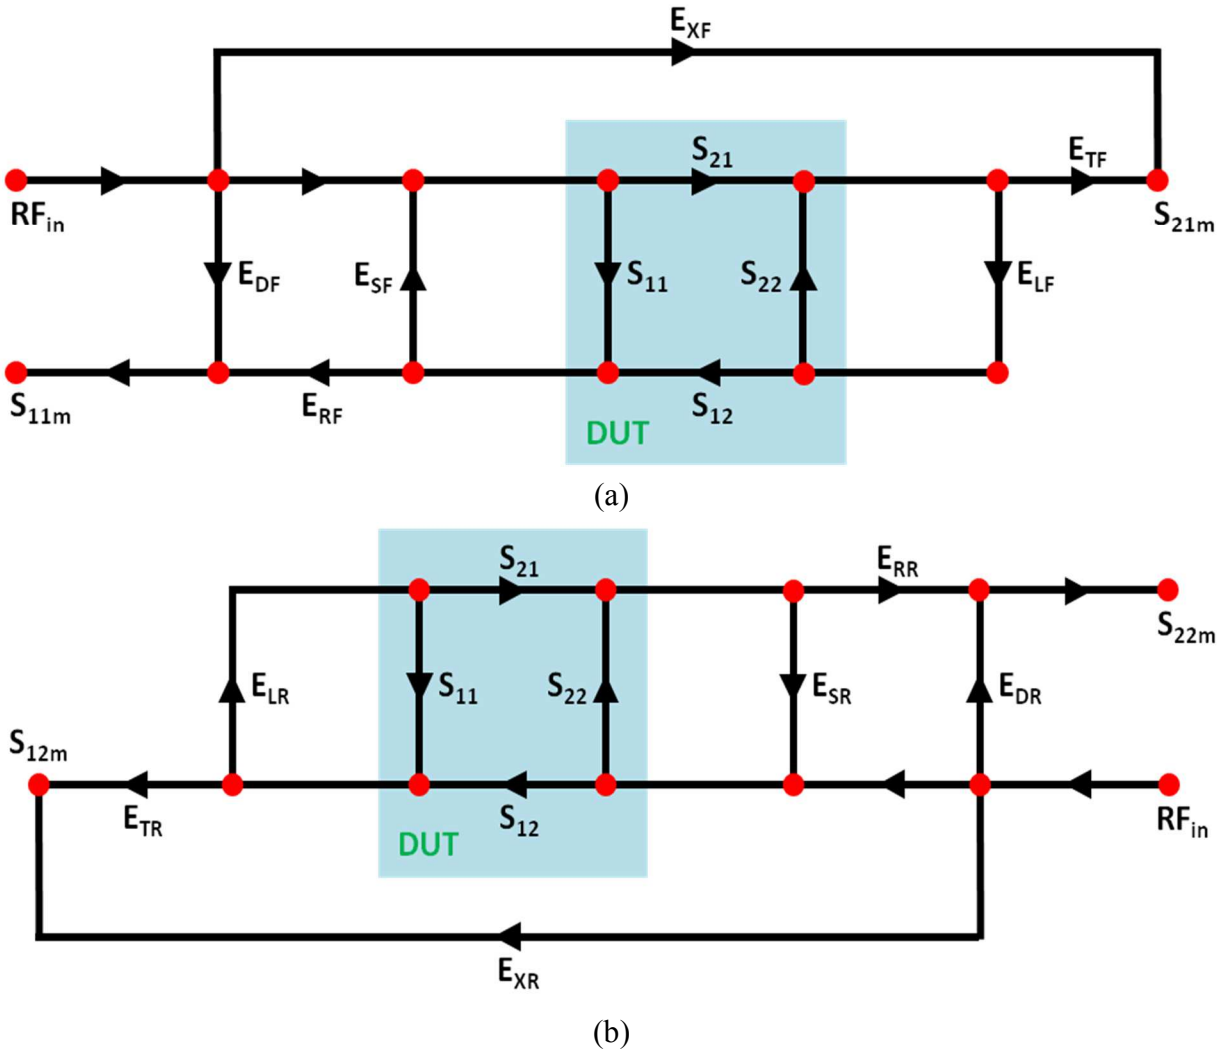 E_XF
S_21
E_TF
RF_in
S_21m
E_DF
E_SF
S_11
S_22
E_LF
S_11m
E_RF
S_12
DUT
(a)
S_21
E_RR
S_22m
E_LR
S_11
S_22
E_SR
E_DR
S_12m
E_TR
S_12
RF_in
DUT
E_XR
(b)